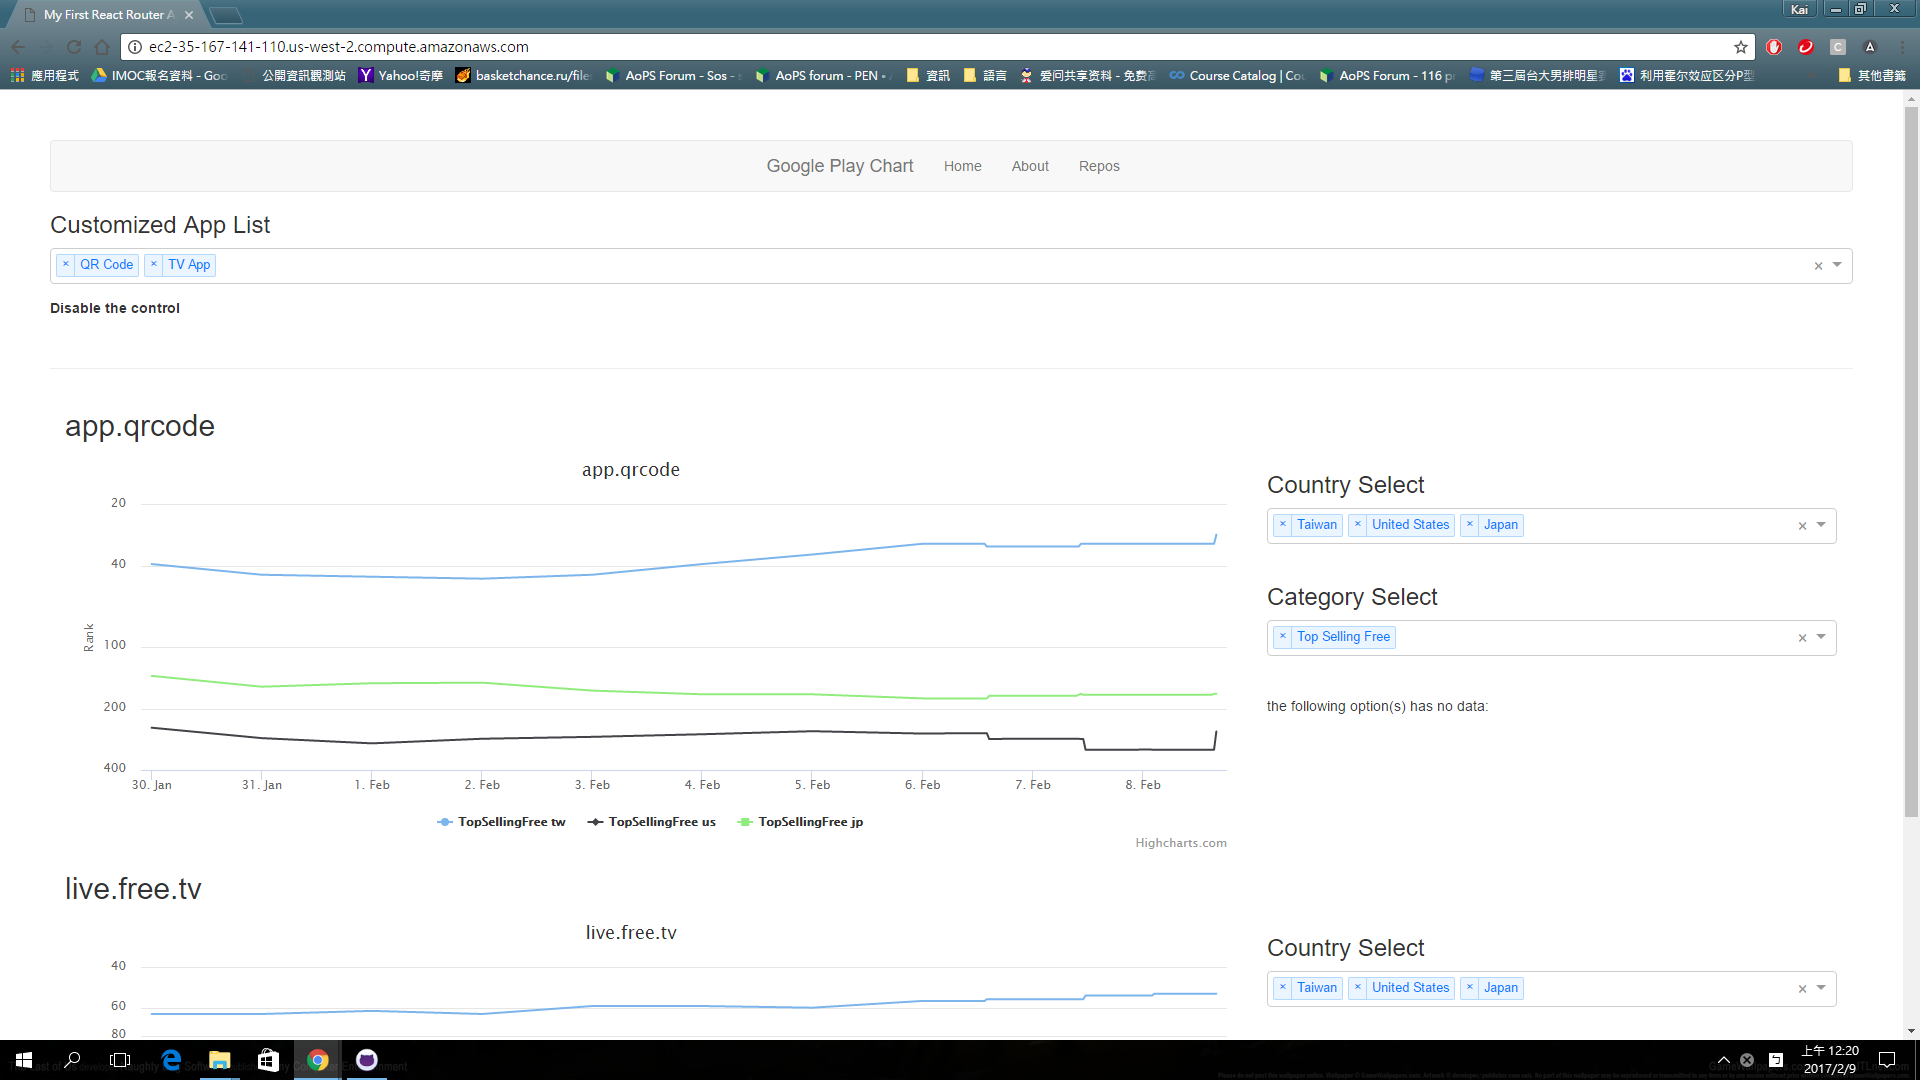 My First React Router A
Kai
ec2-35-167-141-110.us-west-2.compute.amazonaws.com
應用程式
IMOC報名資料 - Goo
公開資訊觀測站
Yahoo!奇摩
basketchance.ru/file
AoPS Forum - Sos -
AoPS forum - PEN •
資訊
語言
爱问共享资料 - 免费
Course Catalog | Co
AoPS Forum - 116 p
第三屆台大男排明星
利用霍尔效应区分P型
其他書籤
Google Play Chart
Home
About
Repos
Customized App List
× QR Code
× TV App
Disable the control
app.qrcode
app.qrcode
20
40
Rank
100
200
400
30. Jan
31. Jan
1. Feb
2. Feb
3. Feb
4. Feb
5. Feb
6. Feb
7. Feb
8. Feb
TopSellingFree tw
TopSellingFree us
TopSellingFree jp
Highcharts.com
Country Select
× Taiwan
× United States
× Japan
Category Select
× Top Selling Free
the following option(s) has no data:
live.free.tv
live.free.tv
40
60
80
Country Select
× Taiwan
× United States
× Japan
上午 12:20
2017/2/9